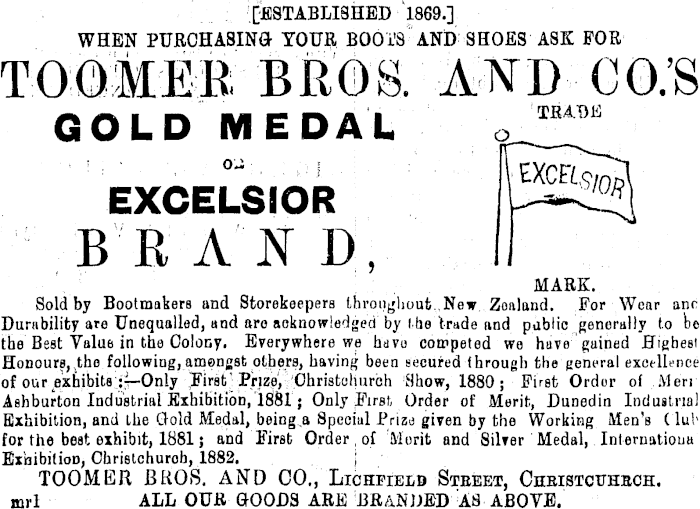 [ESTABLISHED 1869.]
WHEN PURCHASING YOUR BOOTS AND SHOES ASK FOR
TOOMER BROS. AND CO.'S
GOLD MEDAL
OR
EXCELSIOR
BRAND,
TRADE
EXCELSIOR
MARK.
Sold by Bootmakers and Storekeepers throughout New Zealand. For Wear and
Durability are Unequalled, and are acknowledged by the trade and public generally to be
the Best Value in the Colony. Everywhere we have competed we have gained Highest
Honours, the following, amongst others, having been secured through the general excellence
of our exhibits:—Only First Prize, Christchurch Show, 1880; First Order of Meri
Ashburton Industrial Exhibition, 1881; Only First Order of Merit, Dunedin Industrial
Exhibition, and the Gold Medal, being a Special Prize given by the Working Men's Club
for the best exhibit, 1881; and First Order of Merit and Silver Medal, Internationa
Exhibition, Christchurch, 1882.
TOOMER BROS. AND CO., LICHFIELD STREET, CHRISTCUHRCH.
mr1 ALL OUR GOODS ARE BRANDED AS ABOVE.